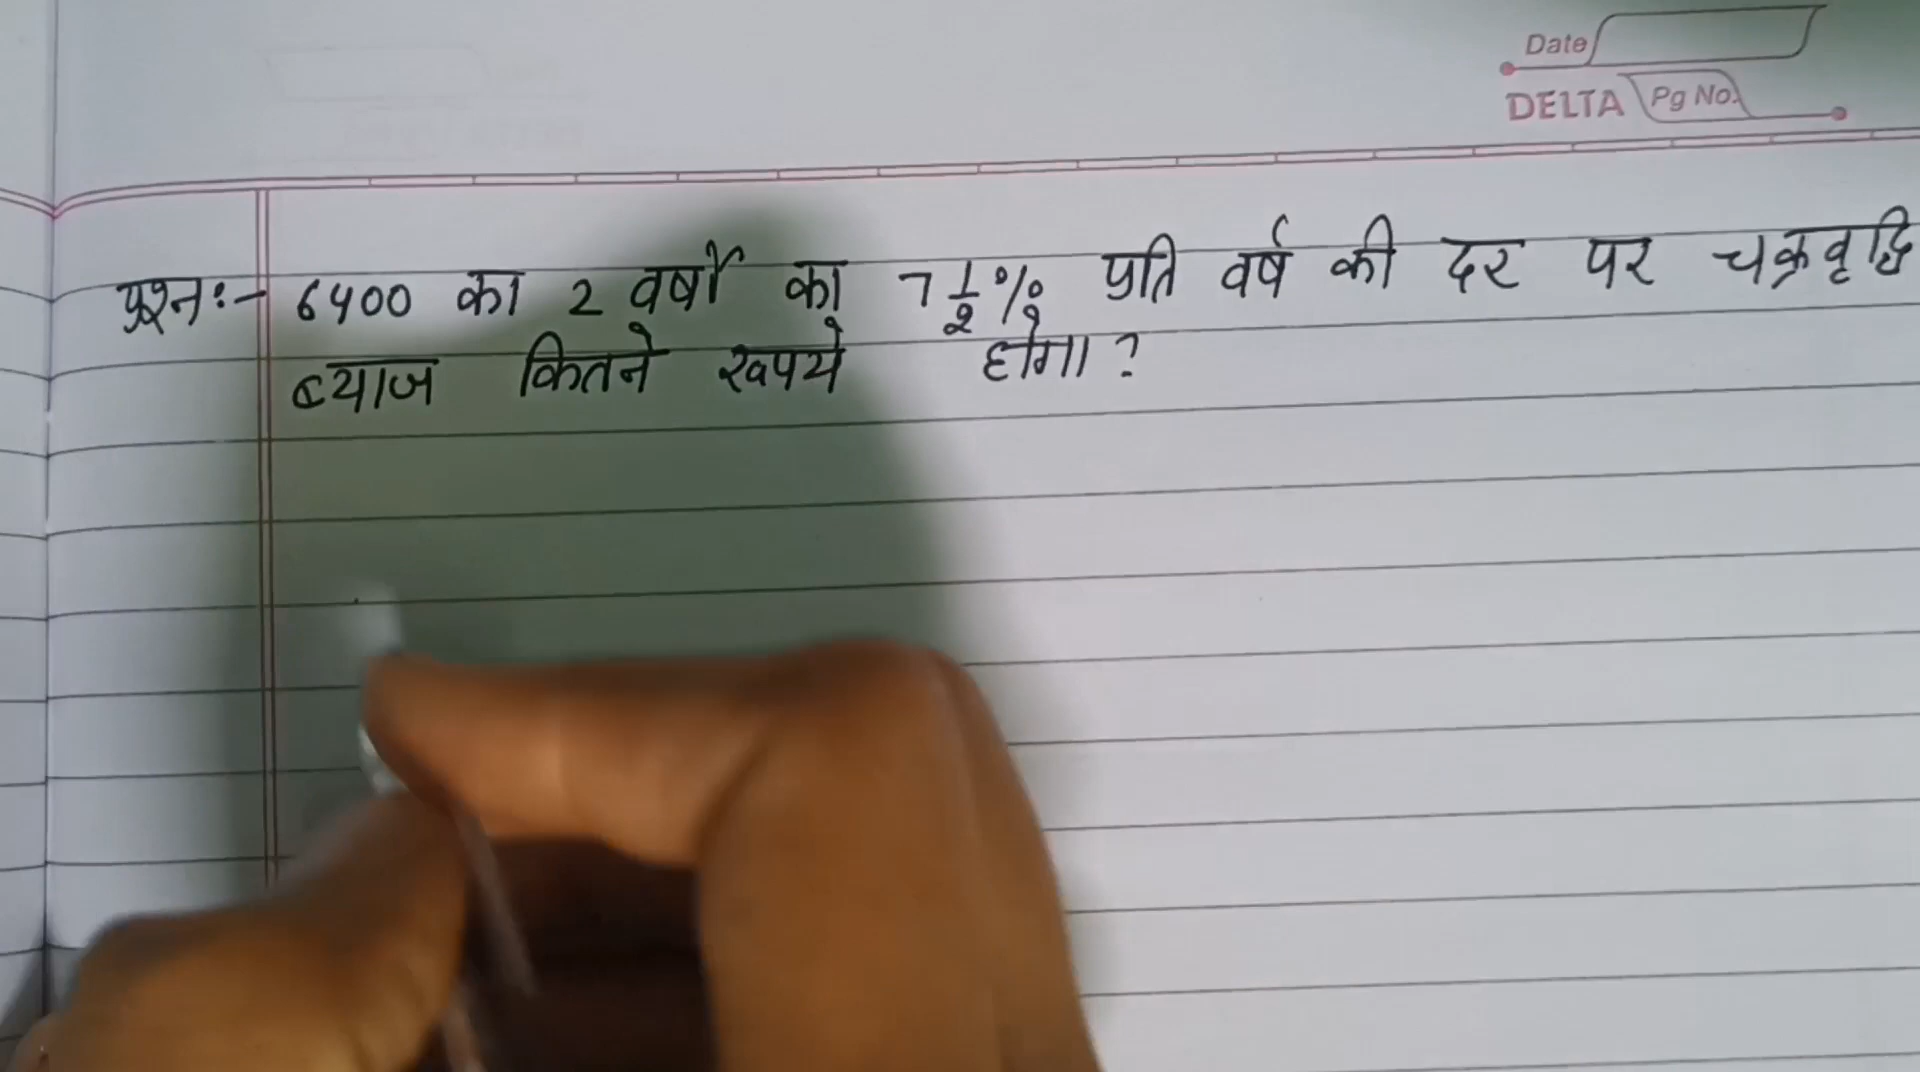 Date
DELTA Pg No.
प्रश्न:- 6400 का 2 वर्षों का 7 1/2 % प्रति वर्ष की दर पर चक्रवृद्धि
ब्याज कितने रूपये होगा ?